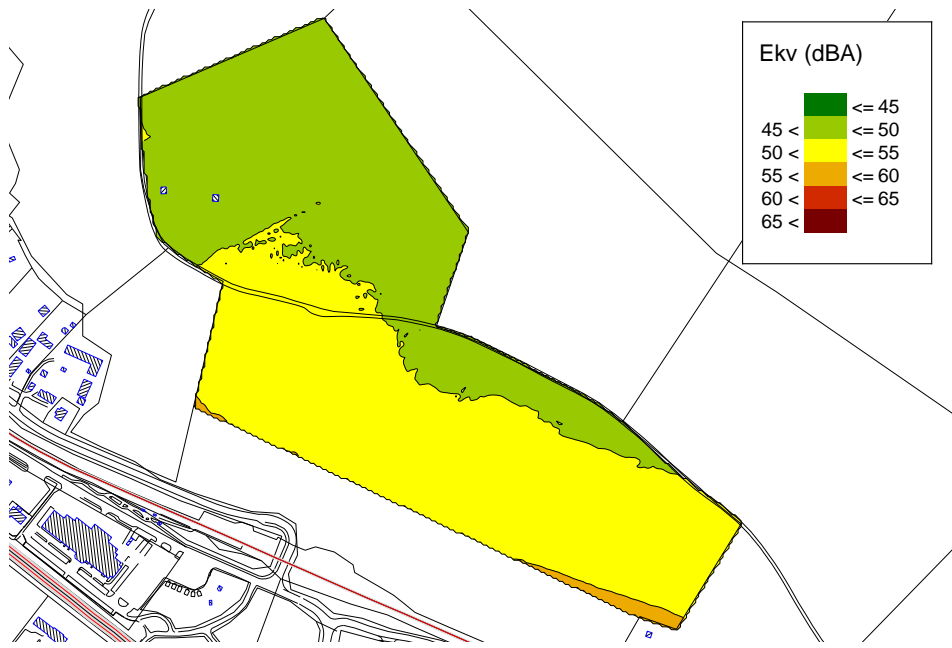 Ekv (dBA)
<= 45
45 < <= 50
50 < <= 55
55 < <= 60
60 < <= 65
65 <